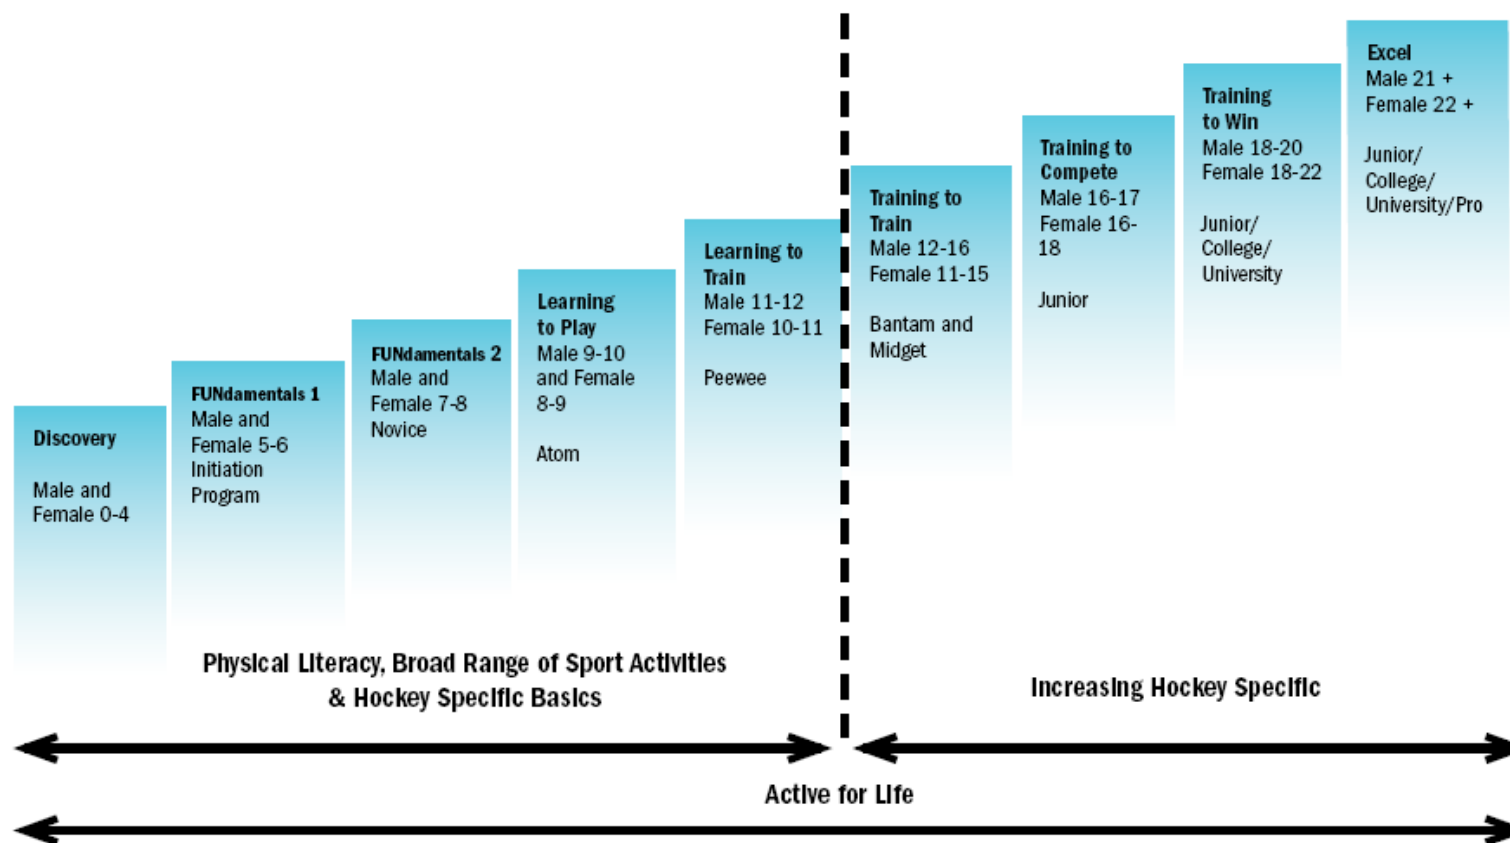 Discovery
Male and
Female 0-4
FUNdamentals 1
Male and
Female 5-6
Initiation
Program
FUNdamentals 2
Male and
Female 7-8
Novice
Learning
to Play
Male 9-10
and Female
8-9
Atom
Learning to
Train
Male 11-12
Female 10-11
Peewee
Training to
Train
Male 12-16
Female 11-15
Bantam and
Midget
Training to
Compete
Male 16-17
Female 16-
18
Junior
Training
to Win
Male 18-20
Female 18-22
Junior/
College/
University
Excel
Male 21 +
Female 22 +
Junior/
College/
University/Pro
Physical Literacy, Broad Range of Sport Activities
& Hockey Specific Basics
Increasing Hockey Specific
Active for Life